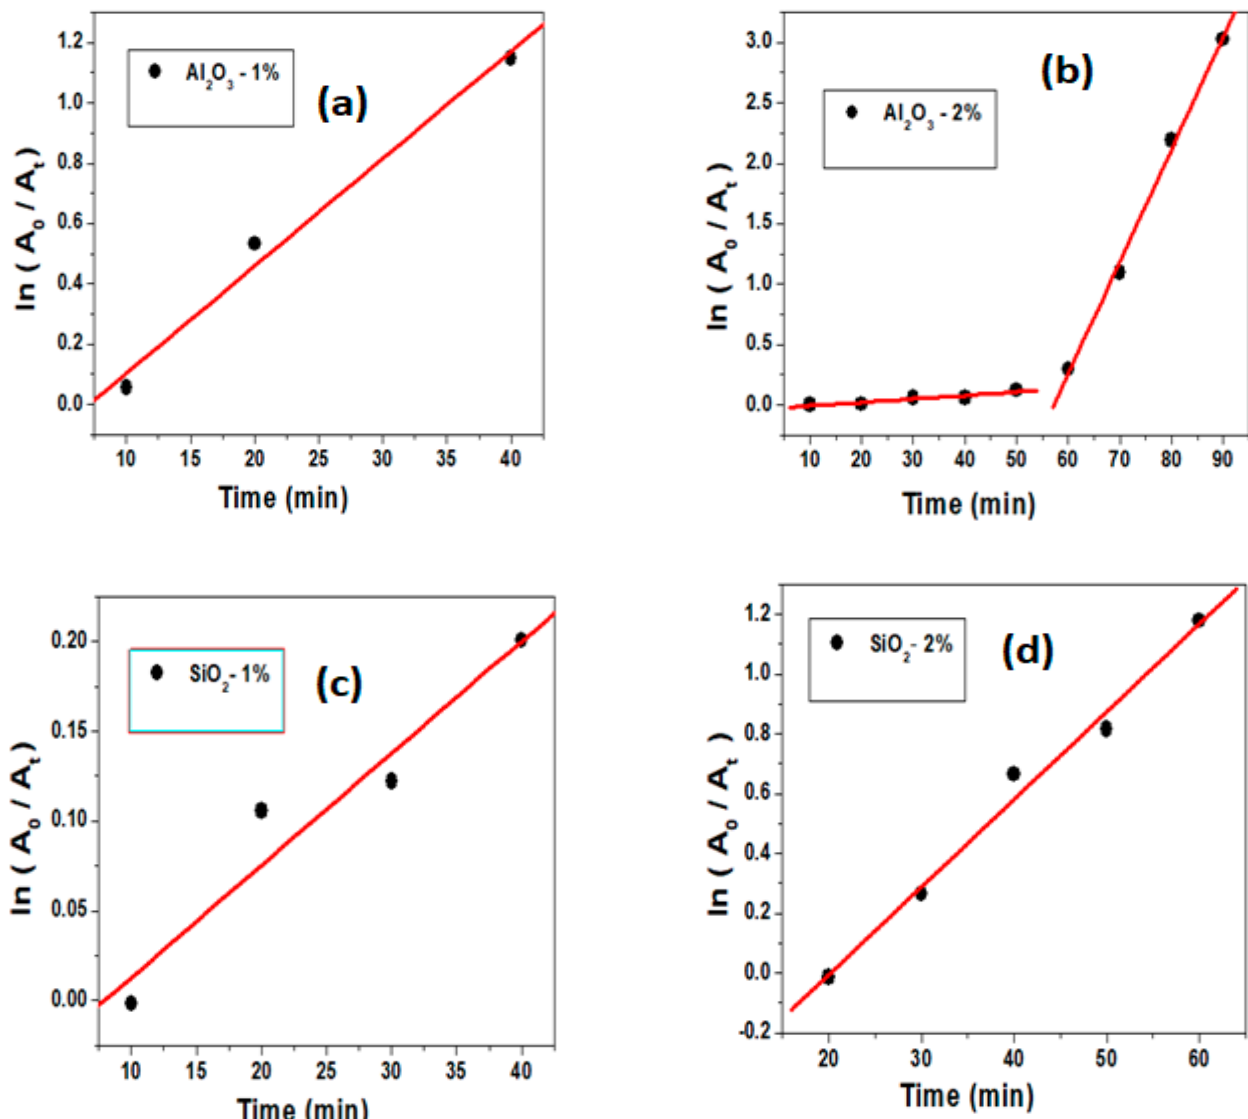 Al₂O₃ - 1%
(a)
ln ( A₀ / Aₜ )
1.2
1.0
0.8
0.6
0.4
0.2
0.0
10 15 20 25 30 35 40
Time (min)
Al₂O₃ - 2%
(b)
ln ( A₀ / Aₜ )
3.0
2.5
2.0
1.5
1.0
0.5
0.0
10 20 30 40 50 60 70 80 90
Time (min)
SiO₂- 1%
(c)
ln ( A₀ / Aₜ )
0.20
0.15
0.10
0.05
0.00
10 15 20 25 30 35 40
Time (min)
SiO₂- 2%
(d)
ln ( A₀ / Aₜ )
1.2
1.0
0.8
0.6
0.4
0.2
0.0
-0.2
20 30 40 50 60
Time (min)